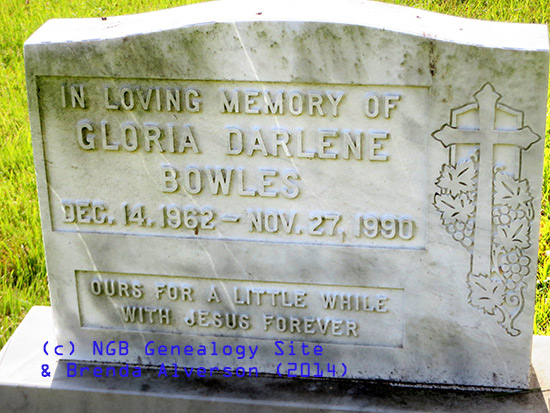 IN LOVING MEMORY OF
GLORIA DARLENE
BOWLES
DEC. 14. 1962 – NOV. 27, 1990
OURS FOR A LITTLE WHILE
WITH JESUS FOREVER
(c) NGB Genealogy Site
& Brenda Alverson (2014)